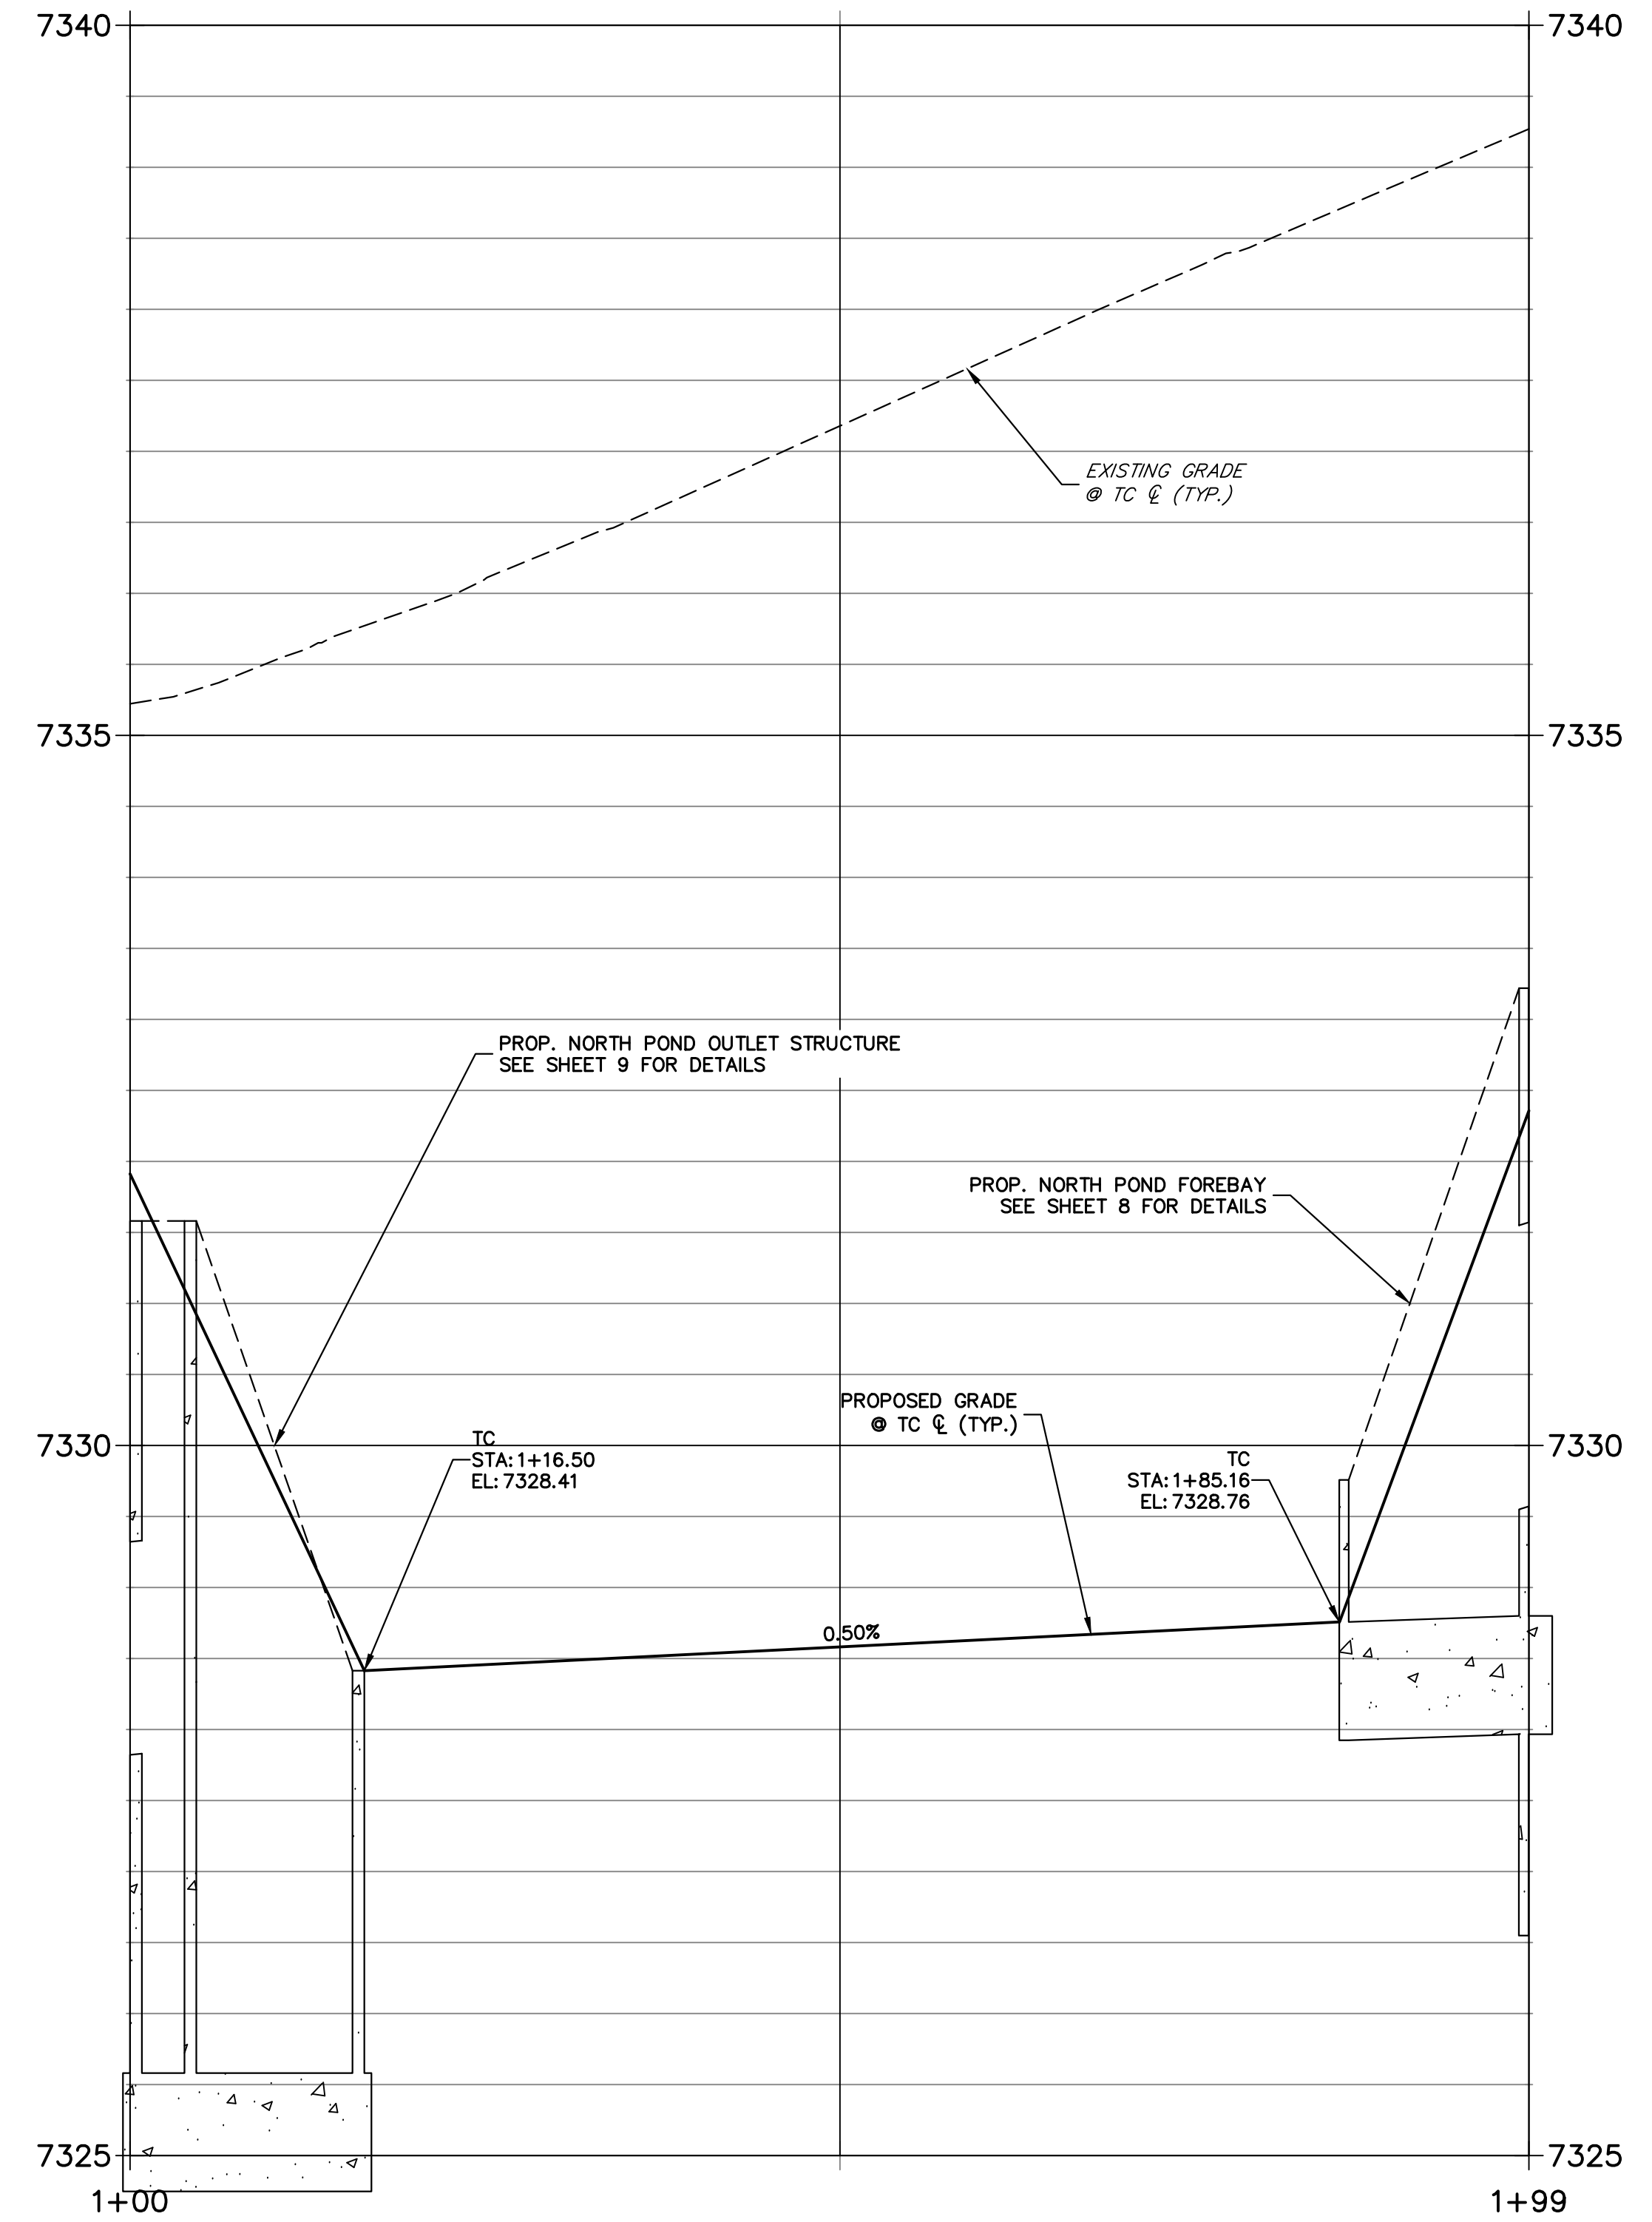 7340 7340
EXISTING GRADE
@ TC ℄ (TYP.)
7335 7335
PROP. NORTH POND OUTLET STRUCTURE
SEE SHEET 9 FOR DETAILS
PROP. NORTH POND FOREBAY
SEE SHEET 8 FOR DETAILS
PROPOSED GRADE
@ TC ℄ (TYP.)
7330 7330
TC
STA:1+16.50
EL:7328.41
TC
STA:1+85.16
EL:7328.76
0.50%
7325 7325
1+00 1+99